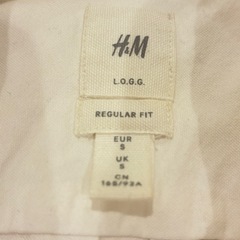 H&M
L.O.G.G.
REGULAR FIT
EUR
S
UK
S
CN
165/92A